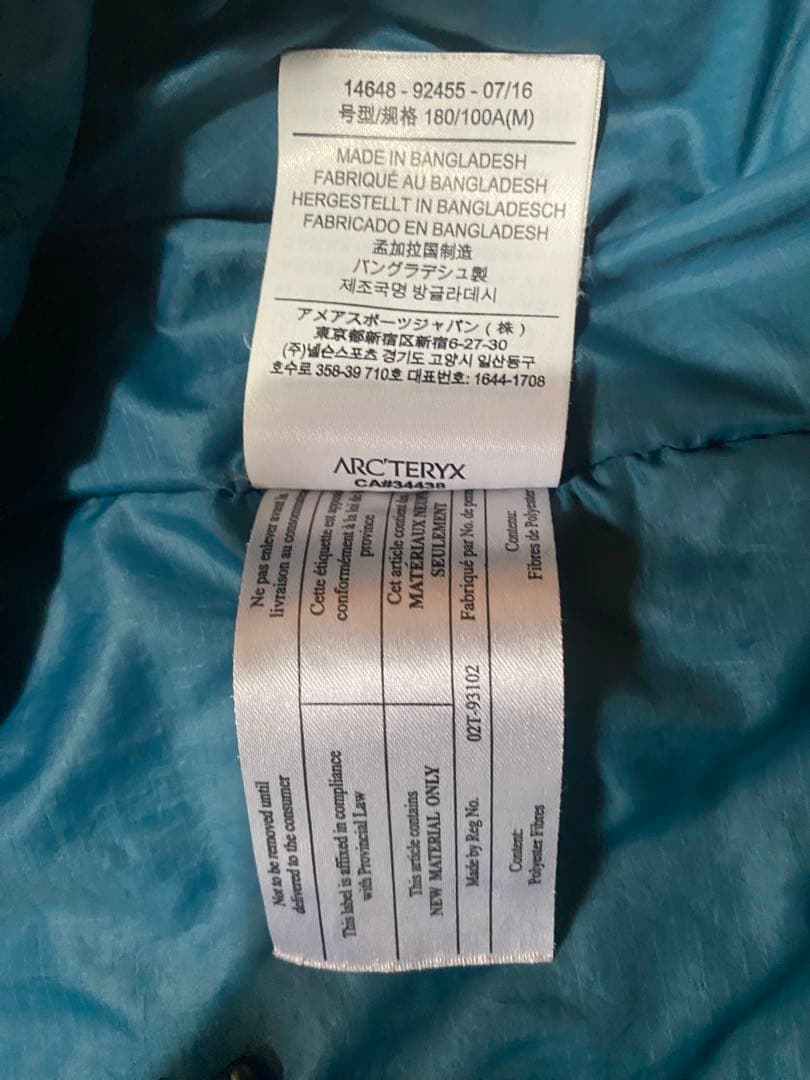 14648 - 92455 - 07/16
号型/规格 180/100A(M)
MADE IN BANGLADESH
FABRIQUÉ AU BANGLADESH
HERGESTELLT IN BANGLADESCH
FABRICADO EN BANGLADESH
孟加拉国制造
バングラデシュ製
제조국명 방글라데시
アメアスポーツジャパン ( 株 )
東京都新宿区新宿6-27-30
(주)넬슨스포츠 경기도 고양시 일산동구
호수로 358-39 710호 대표번호: 1644-1708
ARC'TERYX
CA#34438
Ne pas enlever avant
livraison au
Cette étiquette est
conformément à la loi de
province
Cet article contient
MATÉRIAUX
SEULEMENT
Fabriqué par No. de
Contenu:
Fibres de Polyester
Not to be removed until
delivered to the consumer
This label is affixed in compliance
with Provincial Law
This article contains
NEW MATERIAL ONLY
Made by Reg No.
02T-93102
Content:
Polyester Fibres